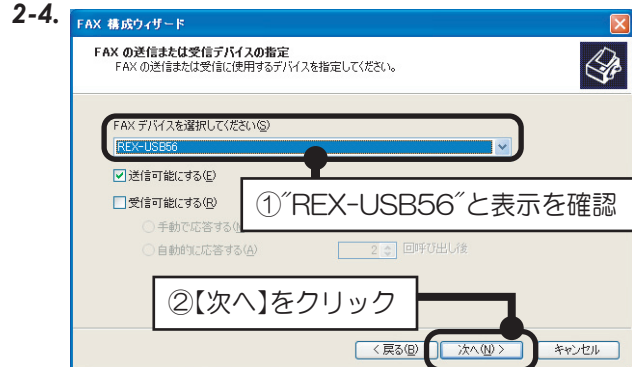 2-4.
FAX 構成ウィザード
FAX の送信または受信デバイスの指定
FAX の送信または受信に使用するデバイスを指定してください。
FAX デバイスを選択してください(S)
REX-USB56
送信可能にする(E)
受信可能にする(R)
①"REX-USB56"と表示を確認
手動で応答する
自動的に応答する(A) 2 回呼び出し後
②【次へ】をクリック
< 戻る(B) 次へ(N) > キャンセル